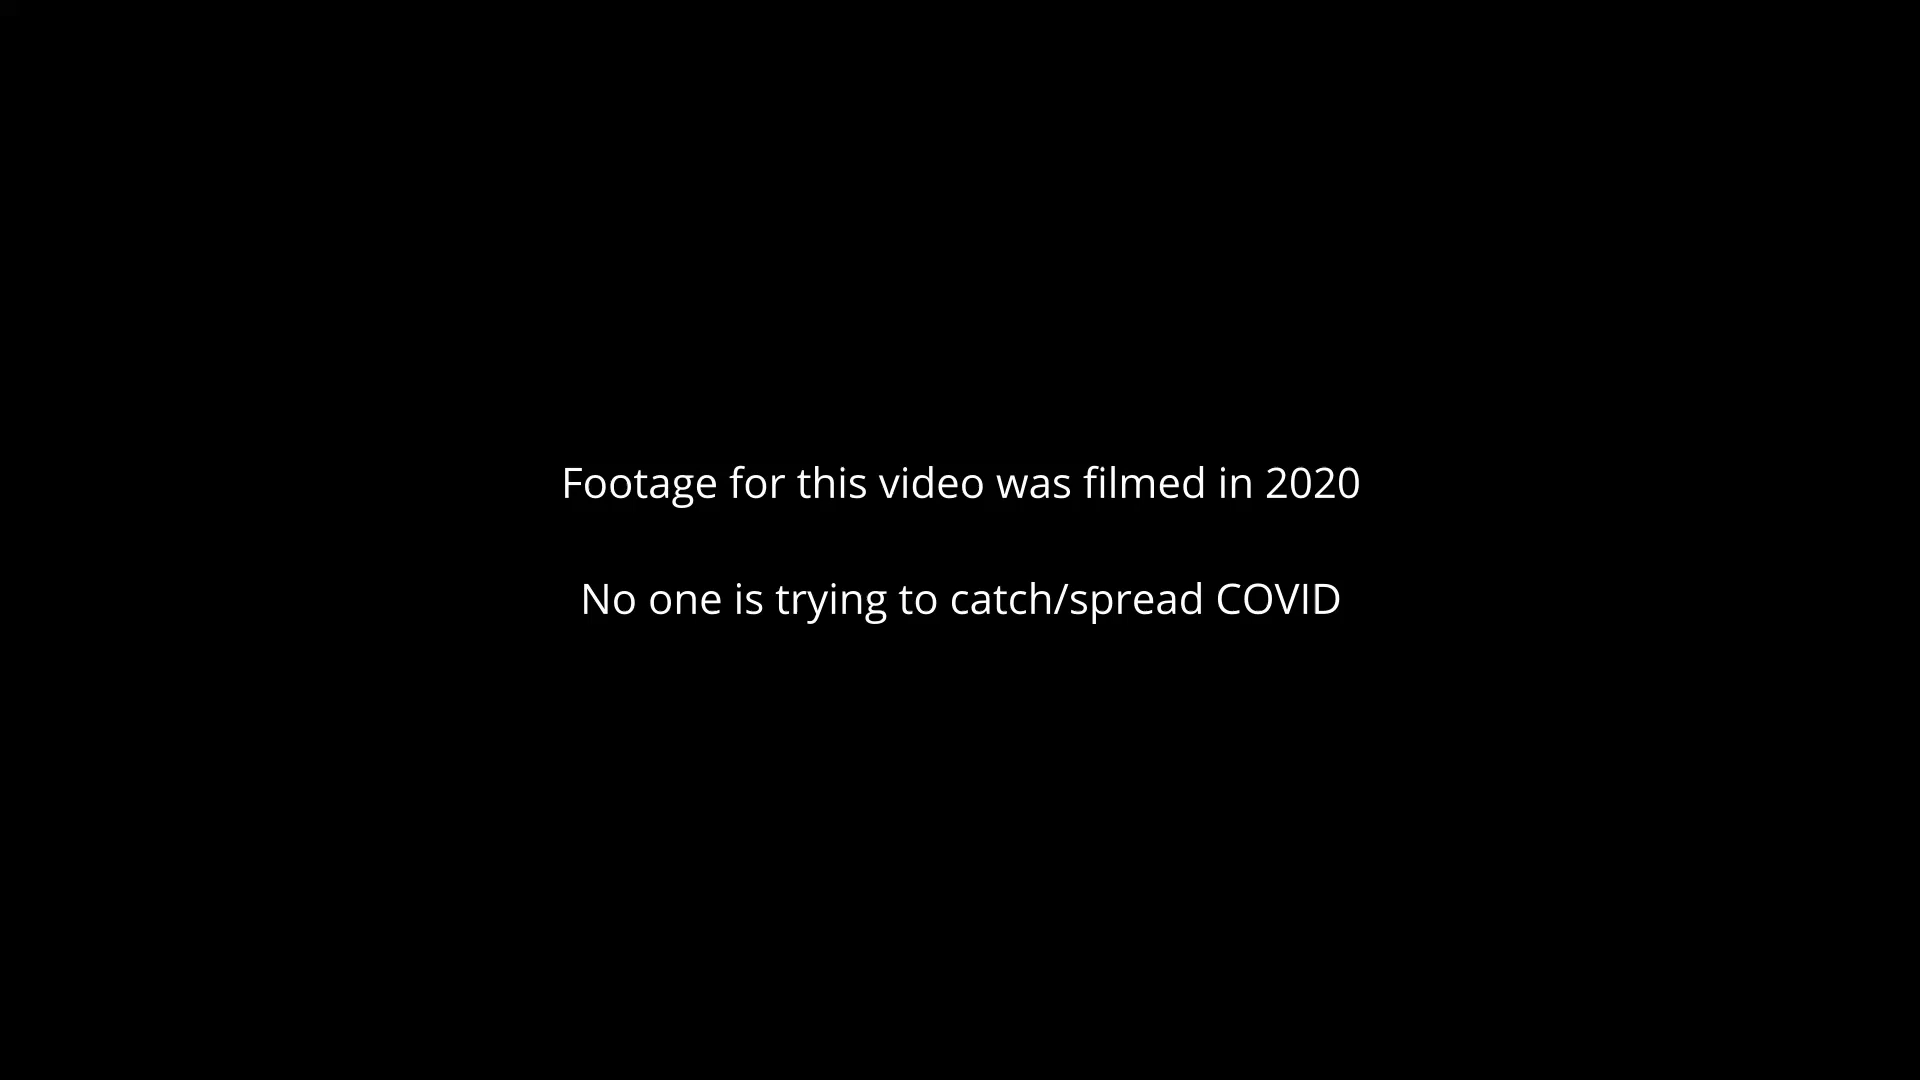 Footage for this video was filmed in 2020
No one is trying to catch/spread COVID